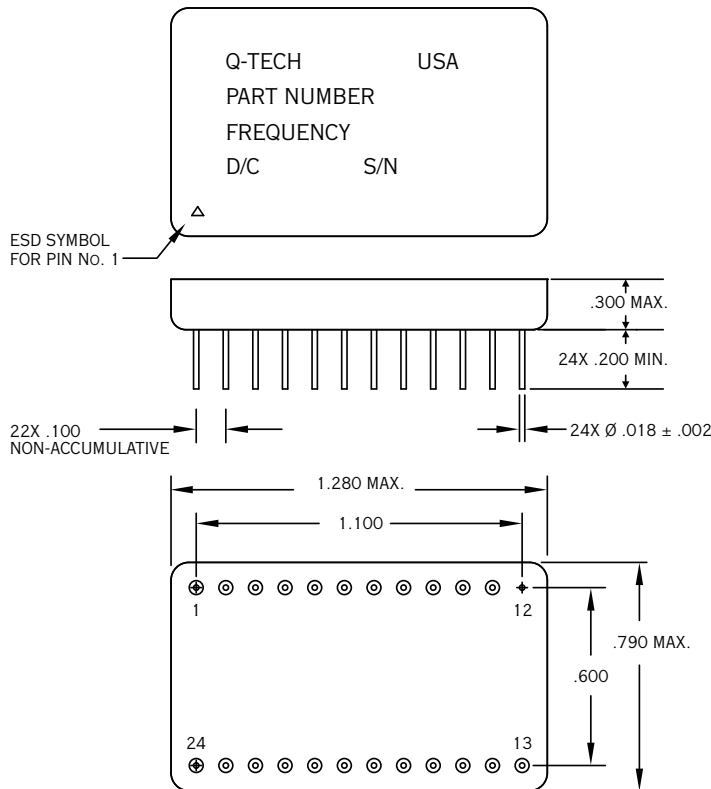 Q-TECH USA
PART NUMBER
FREQUENCY
D/C S/N
ESD SYMBOL
FOR PIN No. 1
.300 MAX.
24X .200 MIN.
22X .100
NON-ACCUMULATIVE
24X Ø .018 ± .002
1.280 MAX.
1.100
1 12
.790 MAX.
.600
24 13